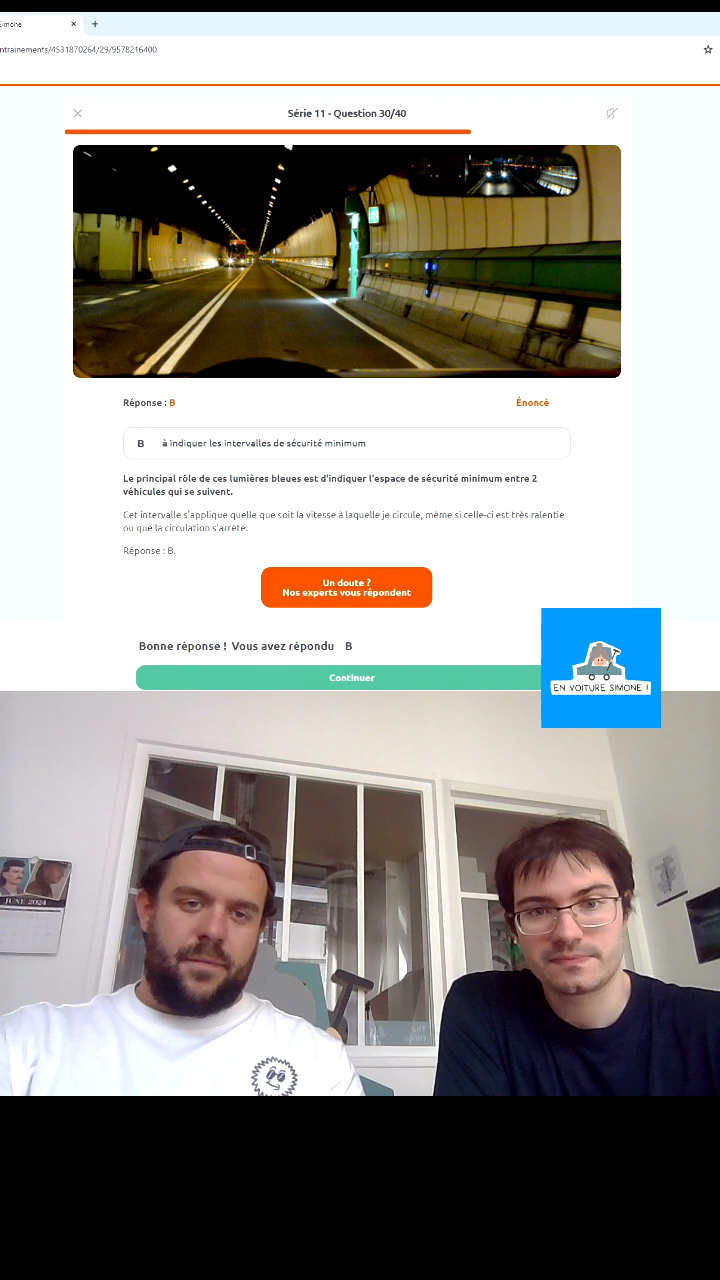 Simone
ntrainements/4531870264/29/9578216400
Série 11 - Question 30/40
Réponse : B
Énoncé
B à indiquer les intervalles de sécurité minimum
Le principal rôle de ces lumières bleues est d'indiquer l'espace de sécurité minimum entre 2
véhicules qui se suivent.
Cet intervalle s'applique quelle que soit la vitesse à laquelle je circule, même si celle-ci est très ralentie
ou que la circulation s'arrête.
Réponse : B.
Un doute ?
Nos experts vous répondent
Bonne réponse ! Vous avez répondu B
Continuer
EN VOITURE SIMONE !
JUNE 2024